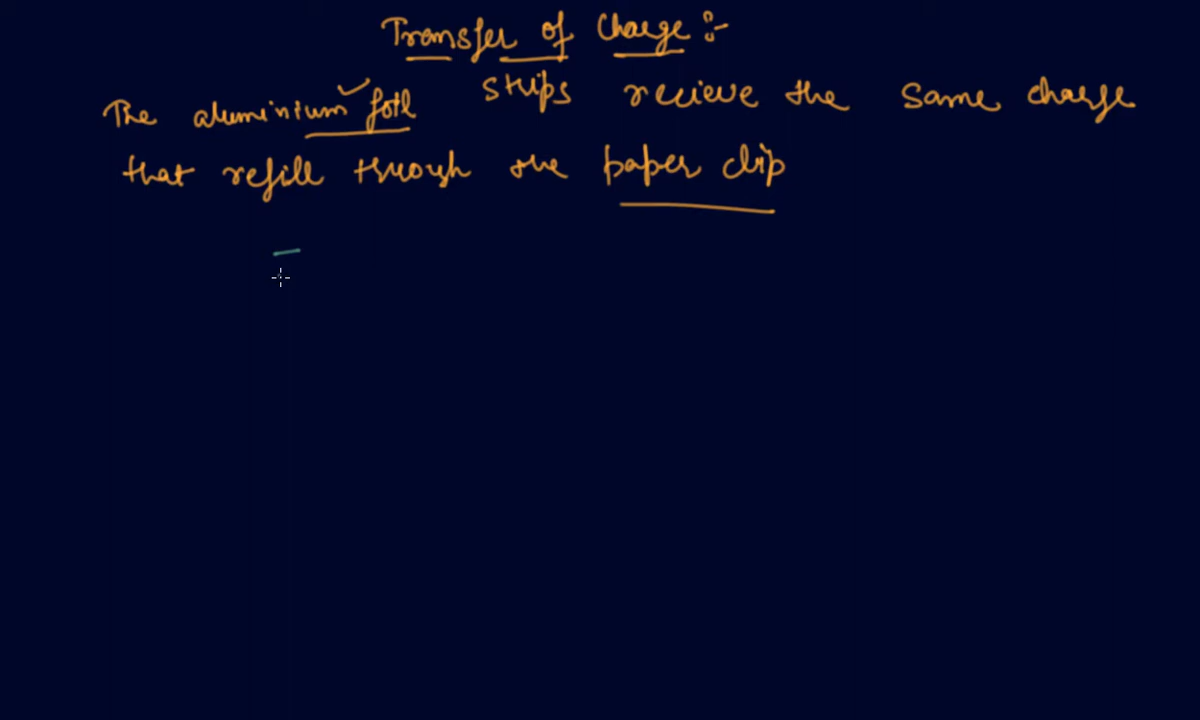 Transfer of Charge :-
The aluminium foil strips recieve the same charge
that refill through the paper clip